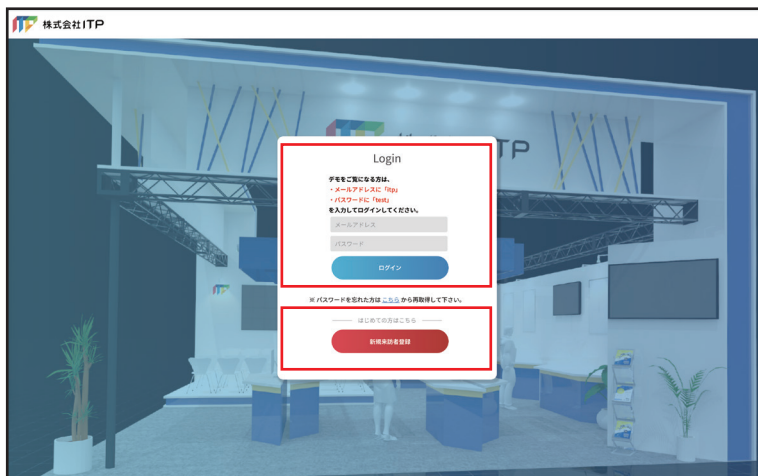 株式会社ITP
ITP
Login
デモをご覧になる方は、
・メールアドレスに「itp」
・パスワードに「test」
を入力してログインしてください。
メールアドレス
パスワード
ログイン
※ パスワードを忘れた方は こちら から再取得して下さい。
はじめての方はこちら
新規来訪者登録